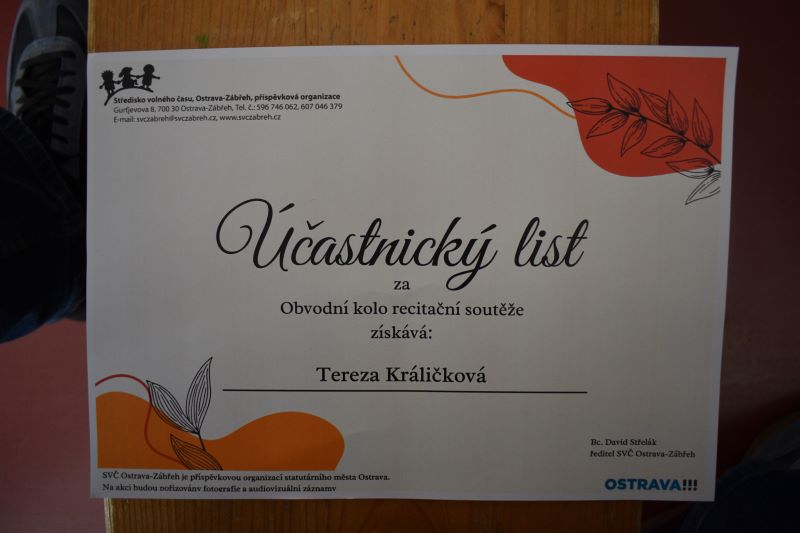 Středisko volného času, Ostrava-Zábřeh, příspěvková organizace
Gurťjevova 8, 700 30 Ostrava-Zábřeh, Tel. č.: 596 746 062, 607 046 379
E-mail: svczabreh@svczabreh.cz, www.svczabreh.cz
Účastnický list
za
Obvodní kolo recitační soutěže
získává:
Tereza Králičková
Bc. David Střelák
ředitel SVČ Ostrava-Zábřeh
SVČ Ostrava-Zábřeh je příspěvkovou organizací statutárního města Ostrava.
Na akci budou pořizovány fotografie a audiovizuální záznamy
OSTRAVA!!!